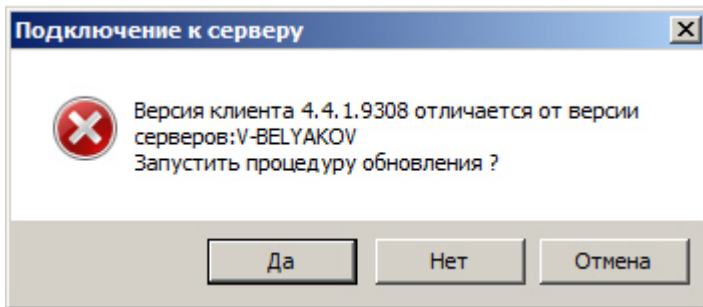 Подключение к серверу
Версия клиента 4.4.1.9308 отличается от версии
серверов:V-BELYAKOV
Запустить процедуру обновления ?
Да Нет Отмена